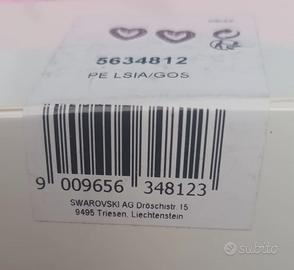 5634812
PE LSIA/GOS
9 009656 348123
SWAROVSKI AG Dröschistr. 15
9495 Triesen, Liechtenstein
subito